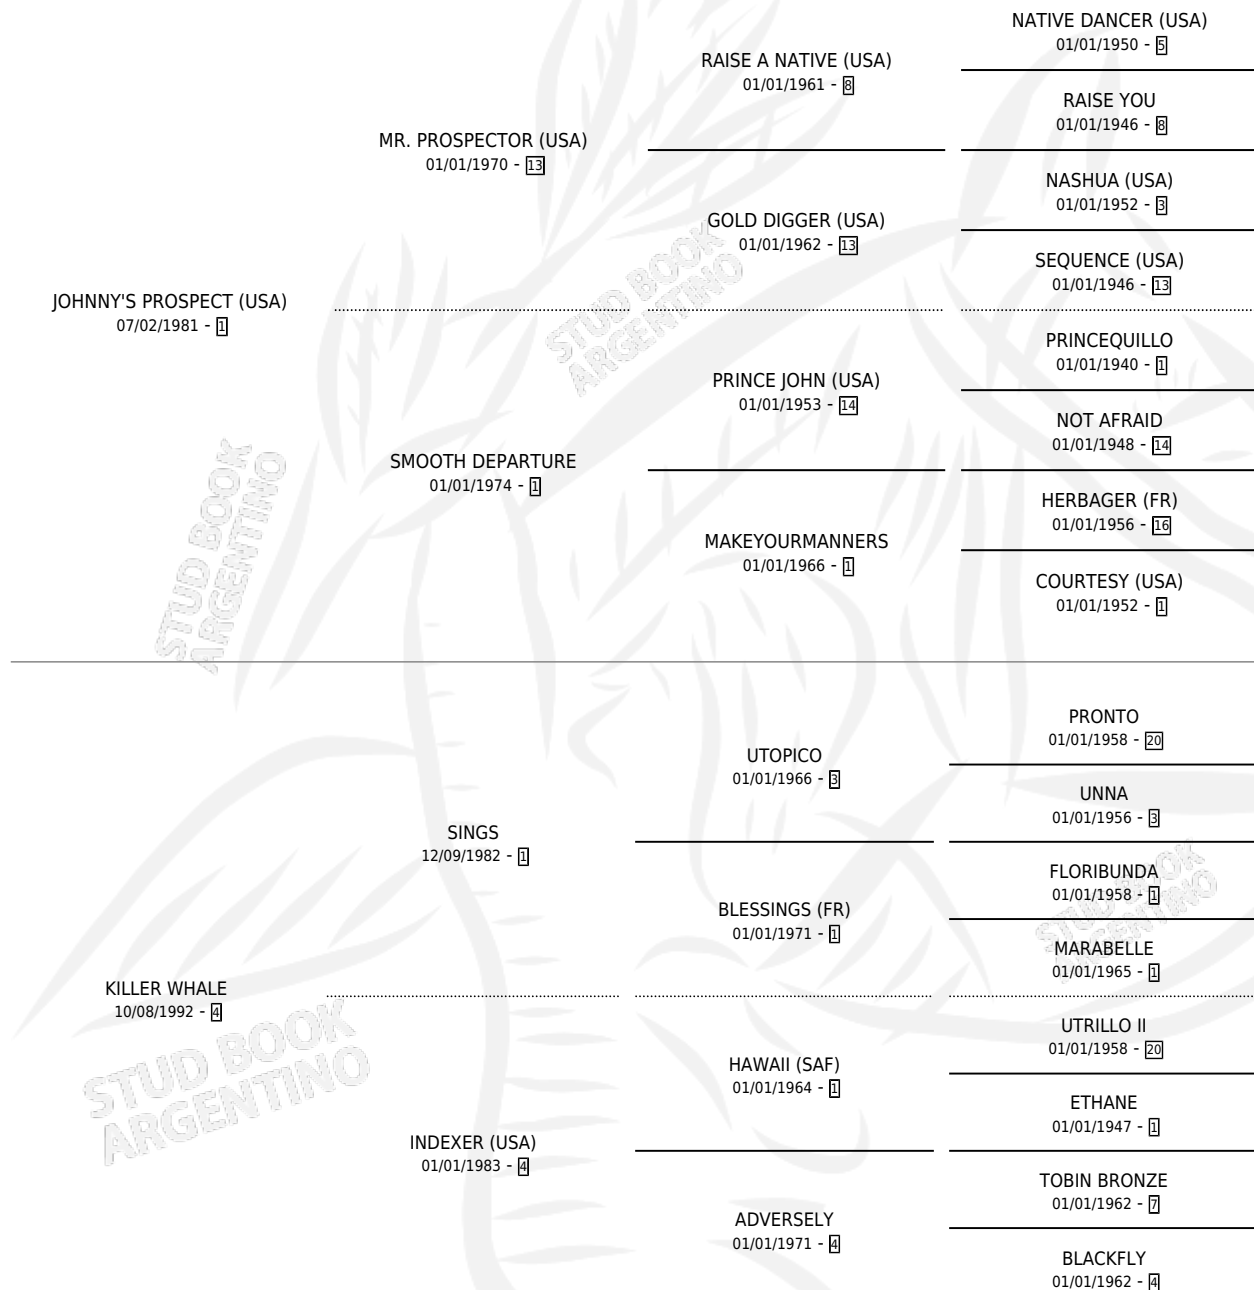 NATIVE DANCER (USA)
01/01/1950 - 5
RAISE A NATIVE (USA)
01/01/1961 - 8
RAISE YOU
01/01/1946 - 8
MR. PROSPECTOR (USA)
01/01/1970 - 13
NASHUA (USA)
01/01/1952 - 3
GOLD DIGGER (USA)
01/01/1962 - 13
SEQUENCE (USA)
01/01/1946 - 13
STUD BOOK
ARGENTINO
JOHNNY'S PROSPECT (USA)
07/02/1981 - 1
PRINCEQUILLO
01/01/1940 - 1
PRINCE JOHN (USA)
01/01/1953 - 14
NOT AFRAID
01/01/1948 - 14
SMOOTH DEPARTURE
01/01/1974 - 1
HERBAGER (FR)
01/01/1956 - 16
MAKEYOURMANNERS
01/01/1966 - 1
COURTESY (USA)
01/01/1952 - 1
STUD BOOK
ARGENTINO
PRONTO
01/01/1958 - 20
UTOPICO
01/01/1966 - 3
UNNA
01/01/1956 - 3
SINGS
12/09/1982 - 1
FLORIBUNDA
01/01/1958 - 1
BLESSINGS (FR)
01/01/1971 - 1
MARABELLE
01/01/1965 - 1
STUD BOOK
ARGENTINO
KILLER WHALE
10/08/1992 - 4
UTRILLO II
01/01/1958 - 20
HAWAII (SAF)
01/01/1964 - 1
ETHANE
01/01/1947 - 1
STUD BOOK
ARGENTINO
INDEXER (USA)
01/01/1983 - 4
TOBIN BRONZE
01/01/1962 - 7
ADVERSELY
01/01/1971 - 4
BLACKFLY
01/01/1962 - 4